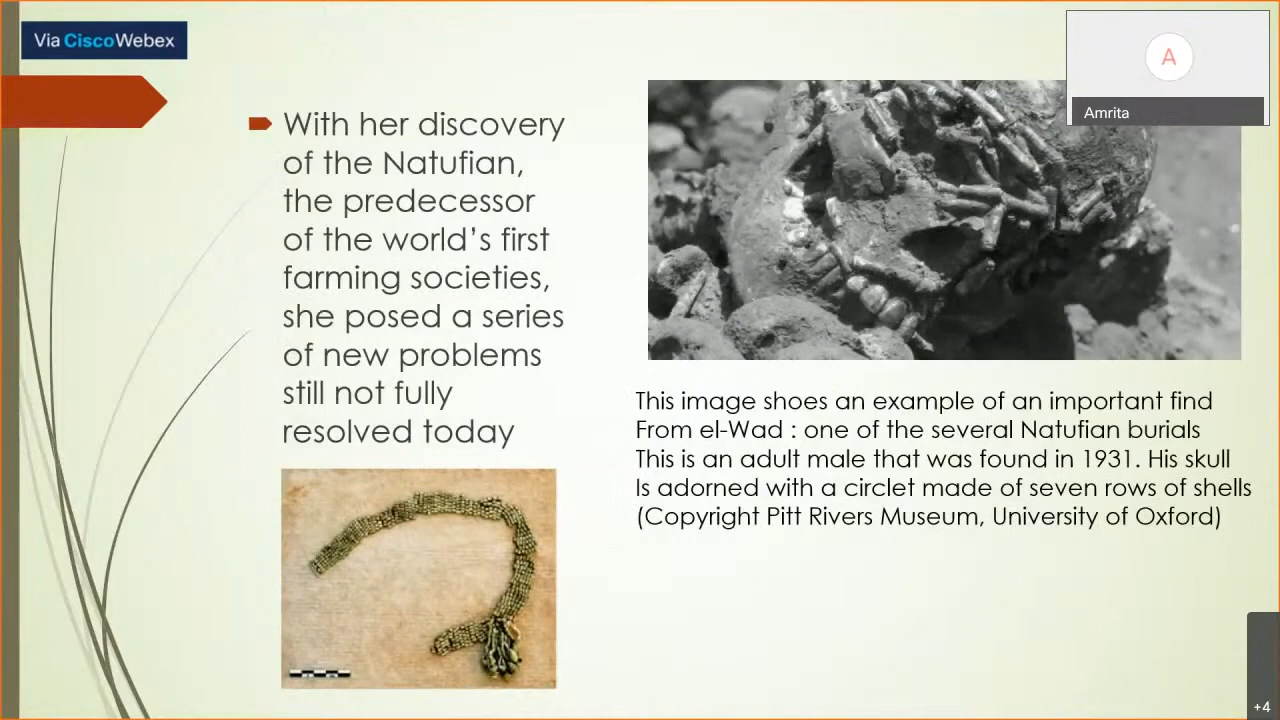 Via CiscoWebex
With her discovery
of the Natufian,
the predecessor
of the world’s first
farming societies,
she posed a series
of new problems
still not fully
resolved today
A
Amrita
This image shoes an example of an important find
From el-Wad : one of the several Natufian burials
This is an adult male that was found in 1931. His skull
Is adorned with a circlet made of seven rows of shells
(Copyright Pitt Rivers Museum, University of Oxford)
+4